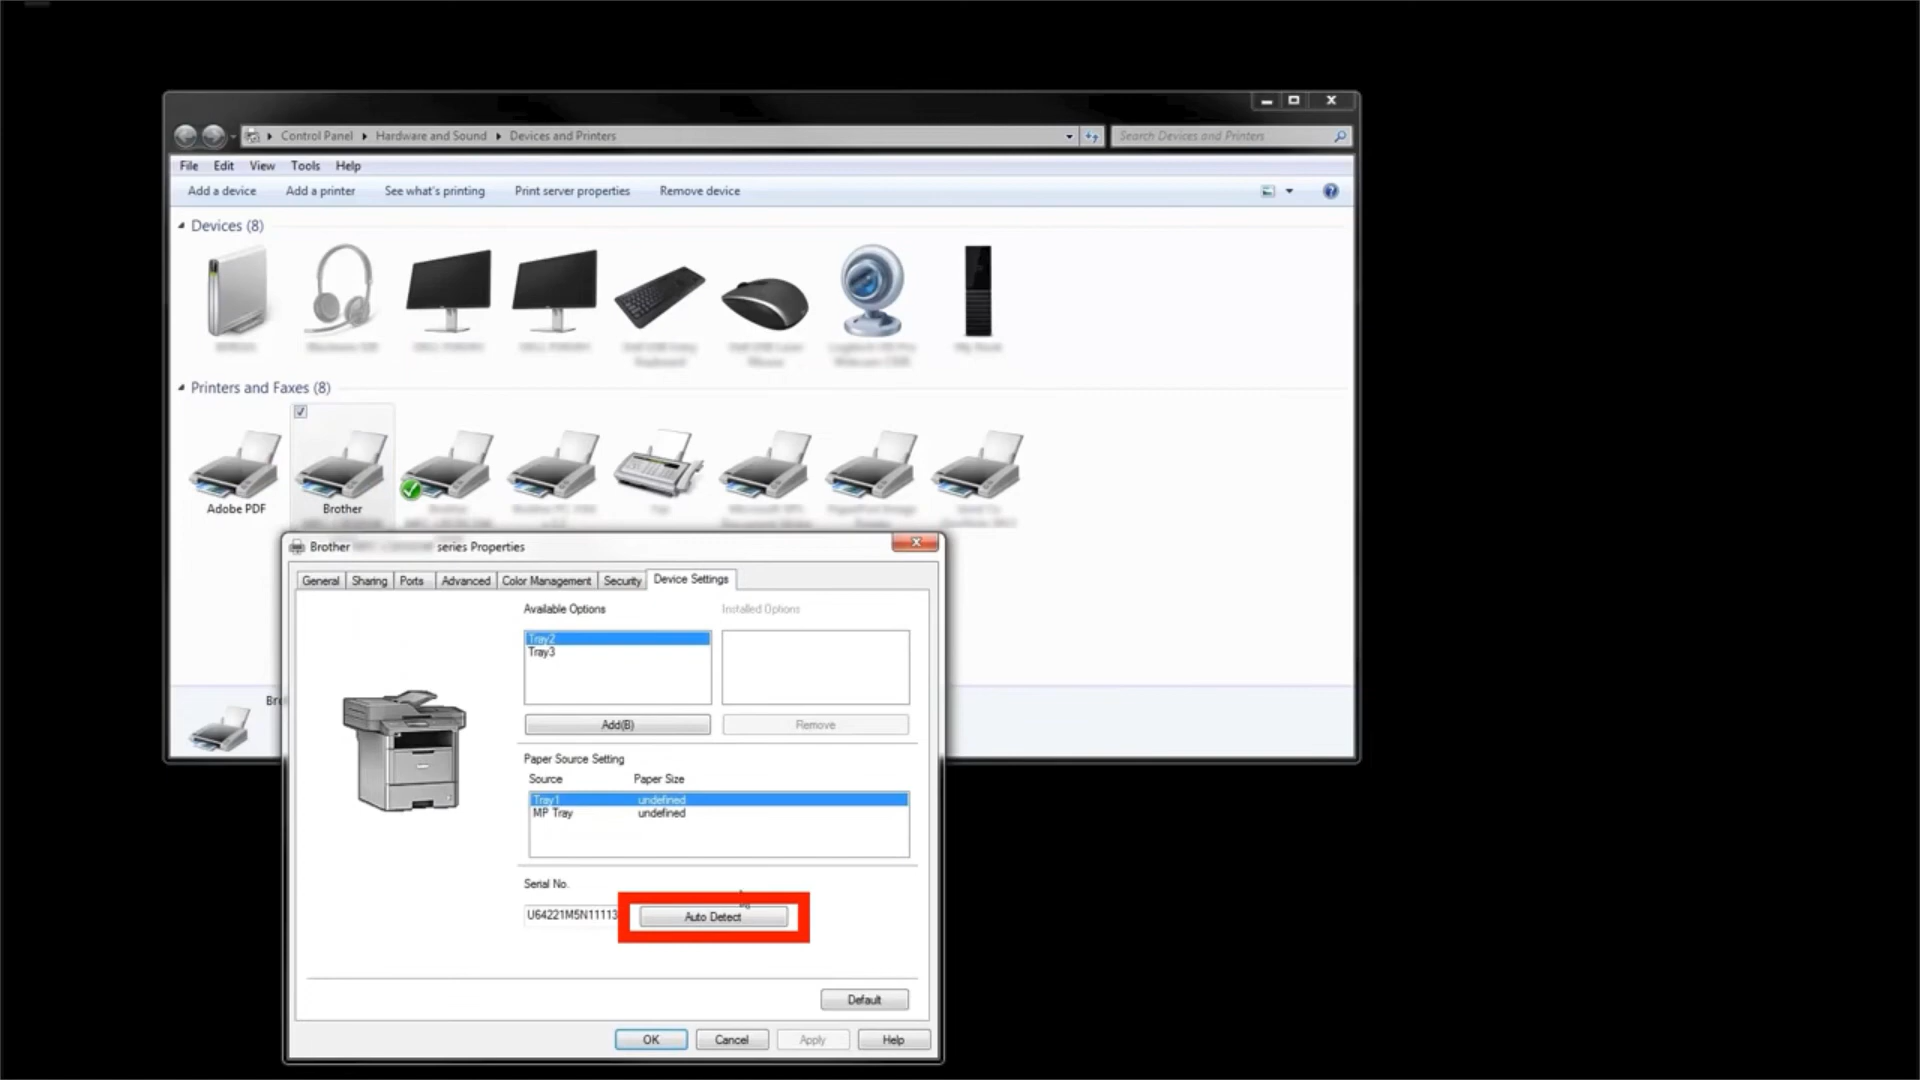 Control Panel Hardware and Sound Devices and Printers
Search Devices and Printers
File Edit View Tools Help
Add a device Add a printer See what's printing Print server properties Remove device
Devices (8)
My Book
Printers and Faxes (8)
Adobe PDF Brother
Brother series Properties
General Sharing Ports Advanced Color Management Security Device Settings
Available Options Installed Options
Tray2
Tray3
Add(B) Remove
Paper Source Setting
Source Paper Size
Tray1 undefined
MP Tray undefined
Serial No.
U64221M5N11113
Auto Detect
Default
OK Cancel Apply Help